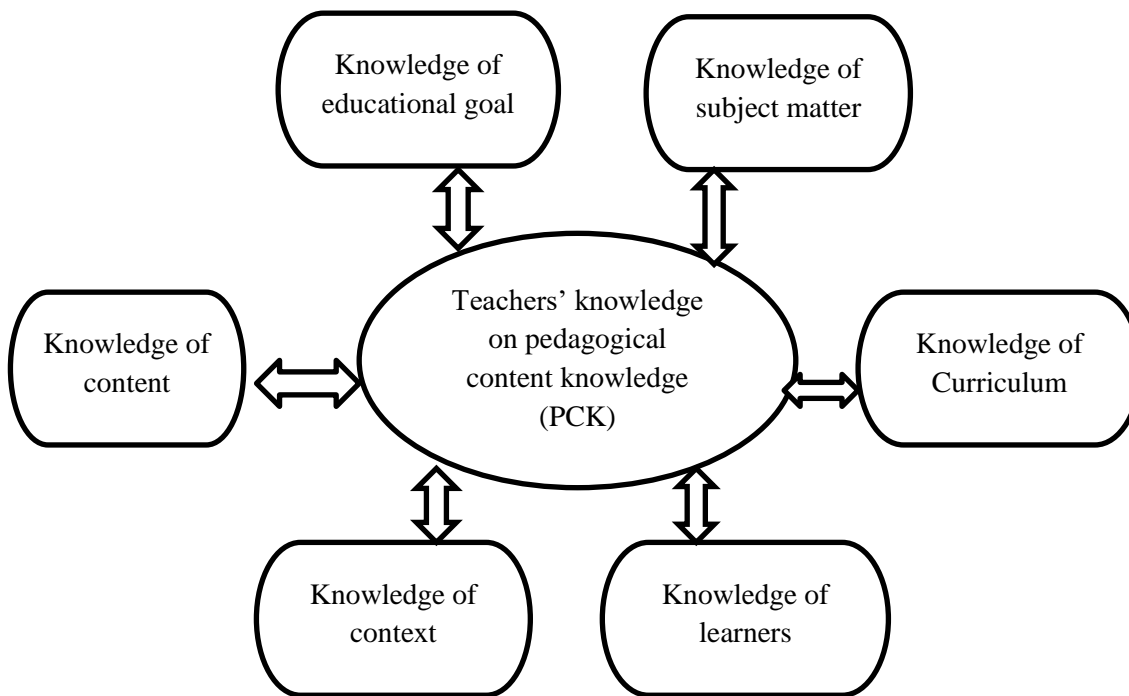 Knowledge of
educational goal
Knowledge of
subject matter
Teachers’ knowledge
on pedagogical
content knowledge
(PCK)
Knowledge of
content
Knowledge of
Curriculum
Knowledge of
context
Knowledge of
learners